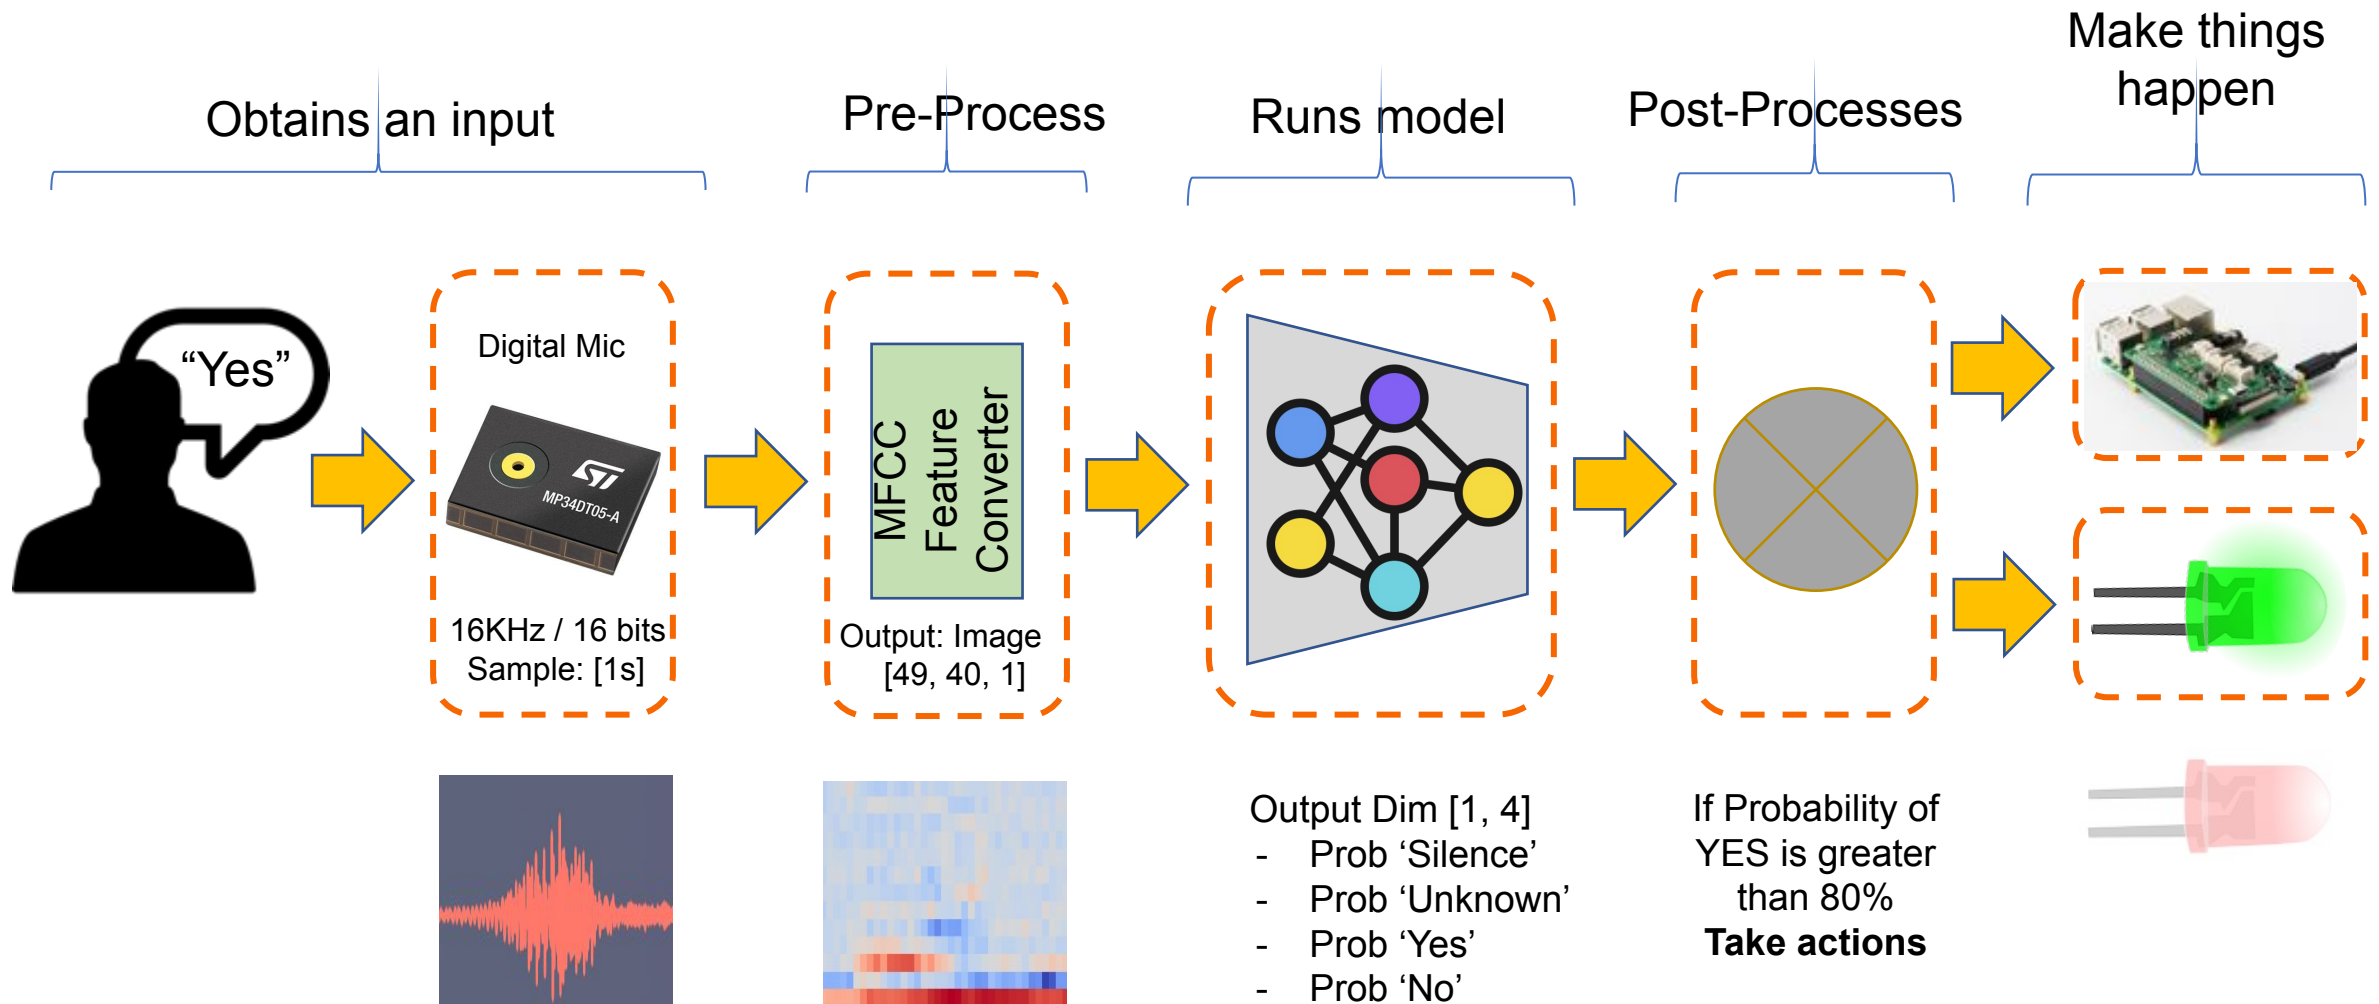 Obtains an input
Pre-Process
Runs model
Post-Processes
Make things
happen
“Yes”
Digital Mic
ST
MP34DT05-A
16KHz / 16 bits
Sample: [1s]
MFCC
Feature
Converter
Output: Image
[49, 40, 1]
Output Dim [1, 4]
- Prob ‘Silence’
- Prob ‘Unknown’
- Prob ‘Yes’
- Prob ‘No’
If Probability of
YES is greater
than 80%
Take actions